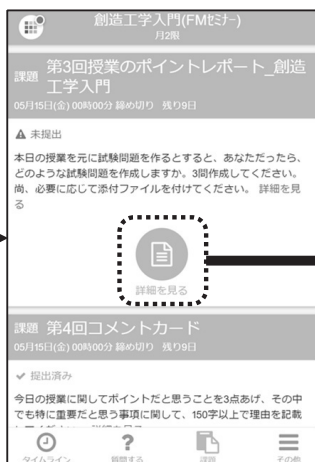 創造工学入門(FMｾﾐﾅｰ)
月2限
課題 第3回授業のポイントレポート_創造
工学入門
05月15日(金) 00時00分 締め切り 残り9日
未提出
本日の授業を元に試験問題を作るとすると、あなただったら、
どのような試験問題を作成しますか。3問作成してください。
尚、必要に応じて添付ファイルを付けてください。 詳細を見
る
詳細を見る
課題 第4回コメントカード
05月15日(金) 00時00分 締め切り 残り9日
提出済み
今日の授業に関してポイントだと思うことを3点あげ、その中
でも特に重要だと思う事項に関して、150字以上で理由を記載
タイムライン
質問する
課題
その他